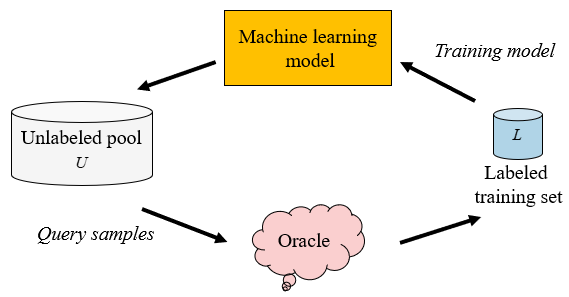 Machine learning
model
Training model
Unlabeled pool
U
L
Labeled
training set
Query samples
Oracle